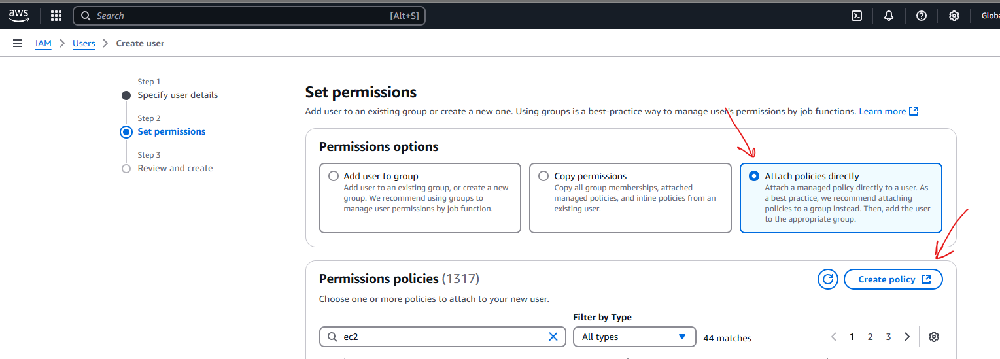 aws
Search
[Alt+S]
Globa
IAM
Users
Create user
Step 1
Specify user details
Step 2
Set permissions
Step 3
Review and create
Set permissions
Add user to an existing group or create a new one. Using groups is a best-practice way to manage user's permissions by job functions. Learn more
Permissions options
Add user to group
Add user to an existing group, or create a new
group. We recommend using groups to
manage user permissions by job function.
Copy permissions
Copy all group memberships, attached
managed policies, and inline policies from an
existing user.
Attach policies directly
Attach a managed policy directly to a user. As
a best practice, we recommend attaching
policies to a group instead. Then, add the user
to the appropriate group.
Permissions policies (1317)
Create policy
Choose one or more policies to attach to your new user.
Filter by Type
ec2
All types
44 matches
1 2 3